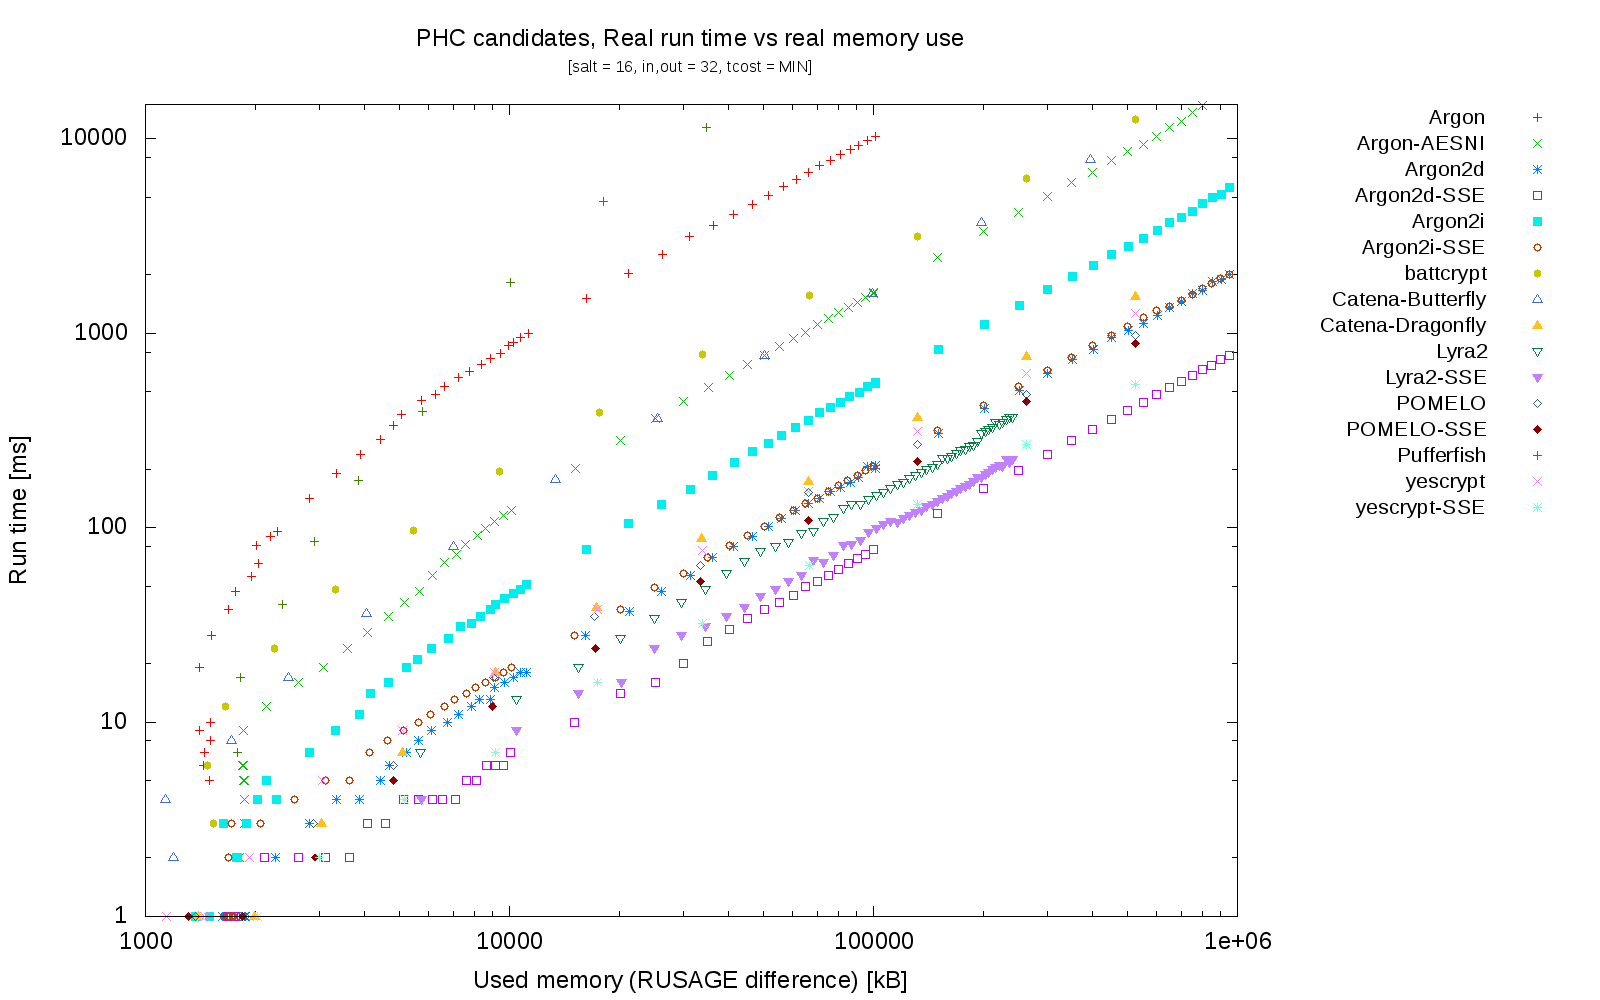 PHC candidates, Real run time vs real memory use
[salt = 16, in,out = 32, tcost = MIN]
Run time [ms]
10000
1000
100
10
1
1000 10000 100000 1e+06
Used memory (RUSAGE difference) [kB]
Argon
Argon-AESNI
Argon2d
Argon2d-SSE
Argon2i
Argon2i-SSE
battcrypt
Catena-Butterfly
Catena-Dragonfly
Lyra2
Lyra2-SSE
POMELO
POMELO-SSE
Pufferfish
yescrypt
yescrypt-SSE